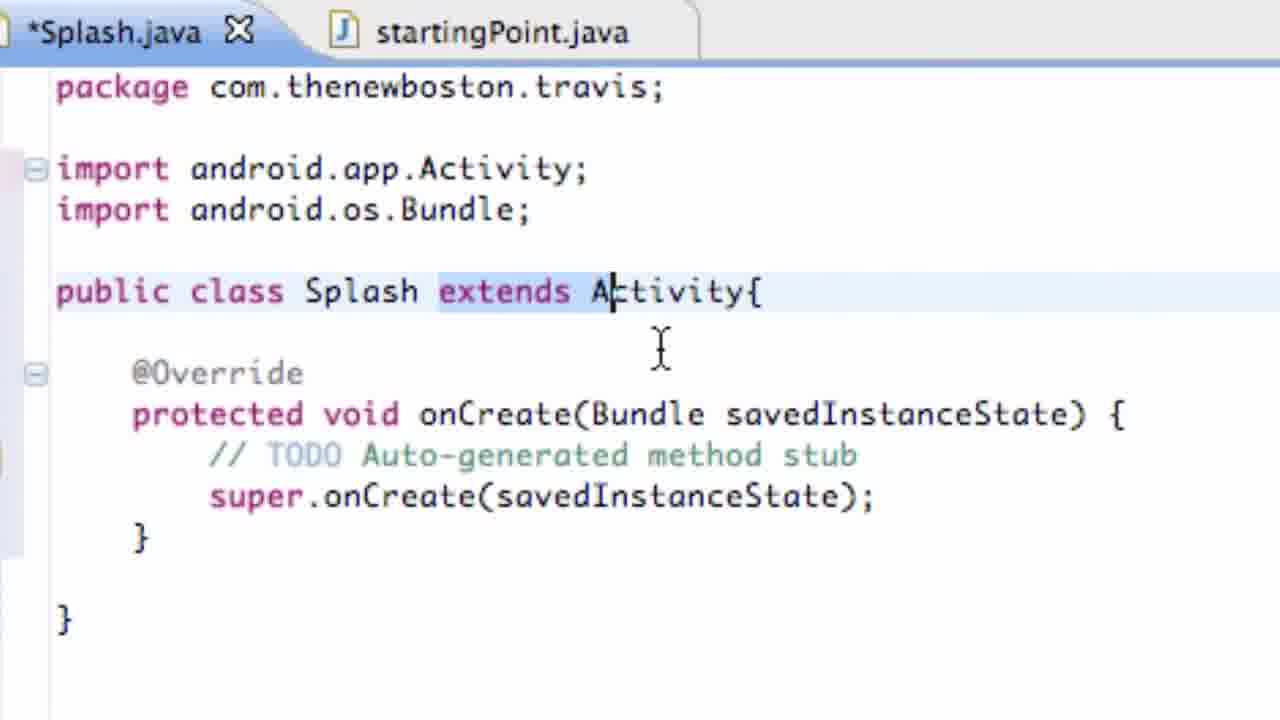 *Splash.java startingPoint.java
package com.thenewboston.travis;
import android.app.Activity;
import android.os.Bundle;
public class Splash extends Activity{
@Override
protected void onCreate(Bundle savedInstanceState) {
// TODO Auto-generated method stub
super.onCreate(savedInstanceState);
}
}